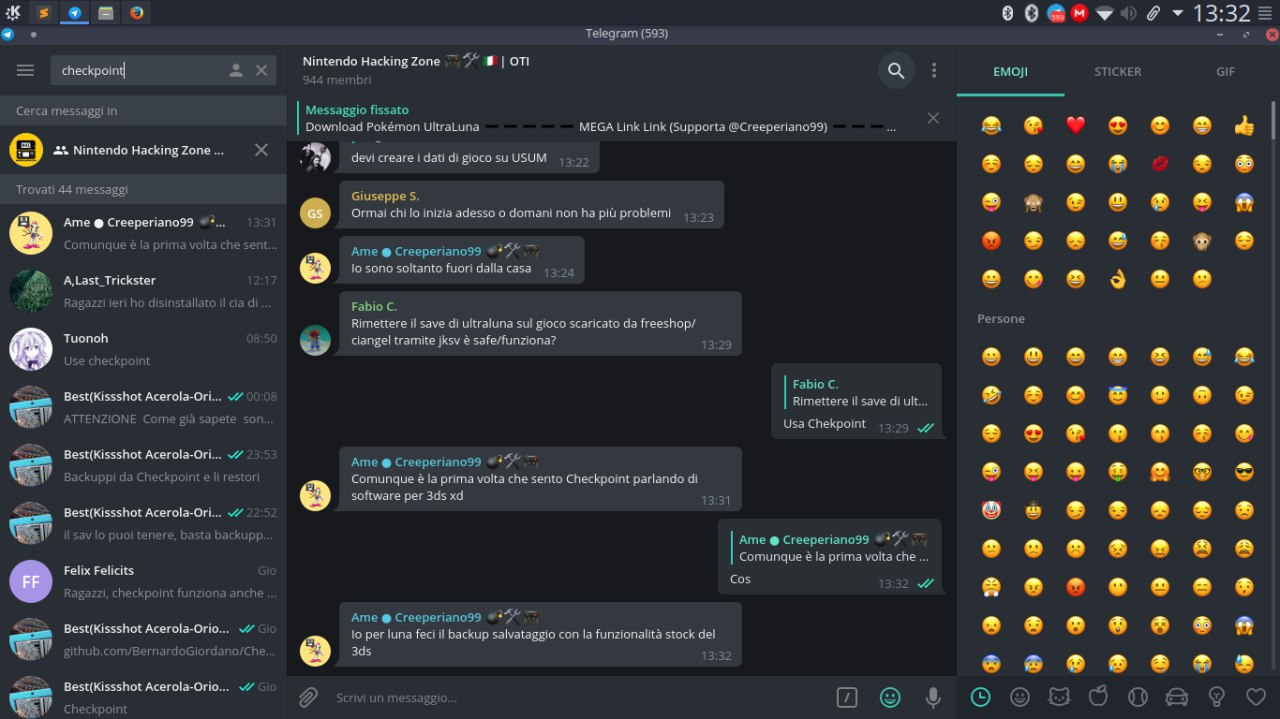 593
13:32
Telegram (593)
checkpoint
Cerca messaggi in
Nintendo Hacking Zone ...
Trovati 44 messaggi
Ame ● Creeperiano99 💣... 13:31
Comunque è la prima volta che sent...
A,Last_Trickster 12:17
Ragazzi ieri ho disinstallato il cia di ...
Tuonoh 08:50
Use checkpoint
Best(Kissshot Acerola-Ori... 00:08
ATTENZIONE Come già sapete son...
Best(Kissshot Acerola-Ori... 23:53
Backuppi da Checkpoint e li restori
Best(Kissshot Acerola-Ori... 22:52
il sav lo puoi tenere, basta backupp...
FF
Felix Felicits Gio
Ragazzi, checkpoint funziona anche ...
Best(Kissshot Acerola-Orio... Gio
github.com/BernardoGiordano/Che...
Best(Kissshot Acerola-Orio... Gio
Checkpoint
Nintendo Hacking Zone 🎮🛠🇮🇹 | OTI
944 membri
Messaggio fissato
Download Pokémon UltraLuna ➖➖➖➖➖ MEGA Link Link (Supporta @Creeperiano99) ➖➖➖...
devi creare i dati di gioco su USUM 13:22
GS
Giuseppe S.
Ormai chi lo inizia adesso o domani non ha più problemi 13:23
Ame ● Creeperiano99 💣🛠🎮
Io sono soltanto fuori dalla casa 13:24
Fabio C.
Rimettere il save di ultraluna sul gioco scaricato da freeshop/
ciangel tramite jksv è safe/funziona? 13:29
Fabio C.
Rimettere il save di ult...
Usa Chekpoint 13:29
Ame ● Creeperiano99 💣🛠🎮
Comunque è la prima volta che sento Checkpoint parlando di
software per 3ds xd 13:31
Ame ● Creeperiano99 💣🛠🎮
Comunque è la prima volta che ...
Cos 13:32
Ame ● Creeperiano99 💣🛠🎮
Io per luna feci il backup salvataggio con la funzionalità stock del
3ds 13:32
Scrivi un messaggio...
EMOJI STICKER GIF
Persone